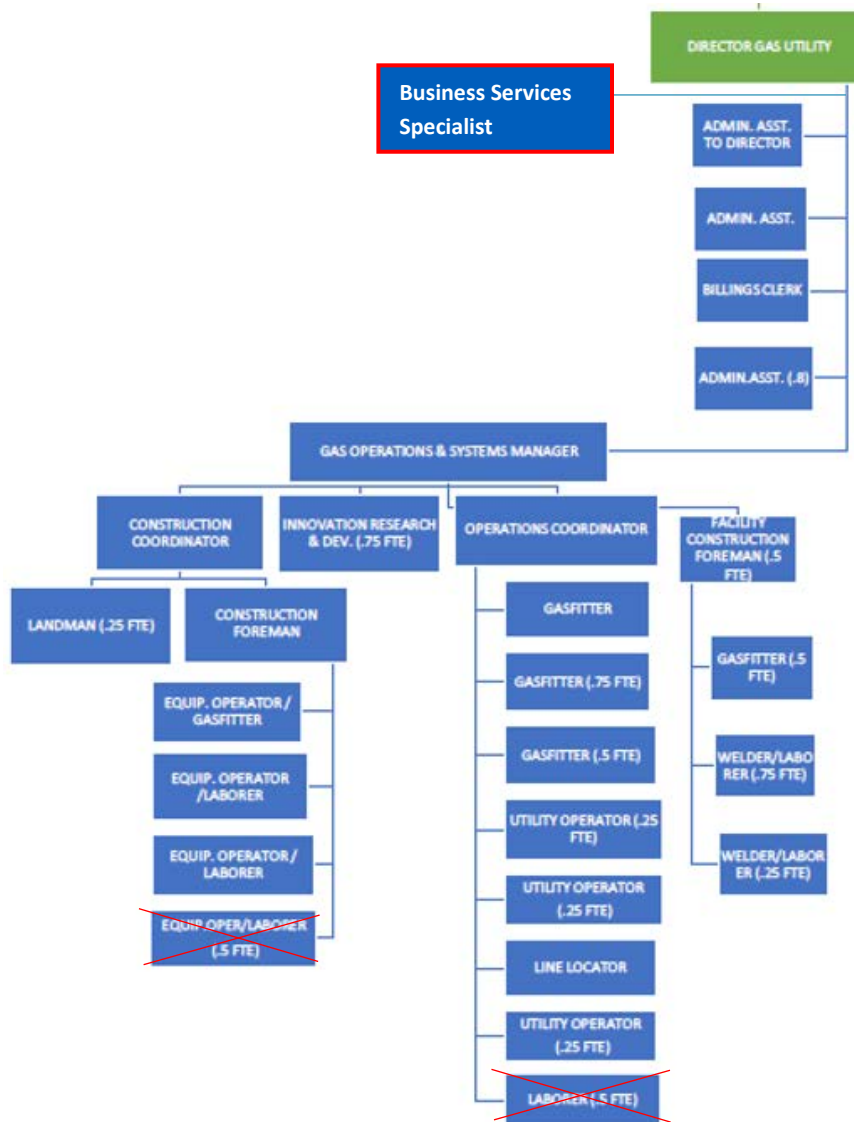 DIRECTOR GAS UTILITY
Business Services
Specialist
ADMIN. ASST.
TO DIRECTOR
ADMIN. ASST.
BILLINGS CLERK
ADMIN.ASST. (.8)
GAS OPERATIONS & SYSTEMS MANAGER
CONSTRUCTION
COORDINATOR
INNOVATION RESEARCH
& DEV. (.75 FTE)
OPERATIONS COORDINATOR
FACILITY
CONSTRUCTION
FOREMAN (.5
FTE)
LANDMAN (.25 FTE)
CONSTRUCTION
FOREMAN
EQUIP. OPERATOR /
GASFITTER
EQUIP. OPERATOR
/LABORER
EQUIP. OPERATOR /
LABORER
EQUIP OPER/LABORER
(.5 FTE)
GASFITTER
GASFITTER (.75 FTE)
GASFITTER (.5 FTE)
UTILITY OPERATOR (.25
FTE)
UTILITY OPERATOR
(.25 FTE)
LINE LOCATOR
UTILITY OPERATOR
(.25 FTE)
LABORER (.5 FTE)
GASFITTER (.5
FTE)
WELDER/LABO
RER (.75 FTE)
WELDER/LABOR
ER (.25 FTE)